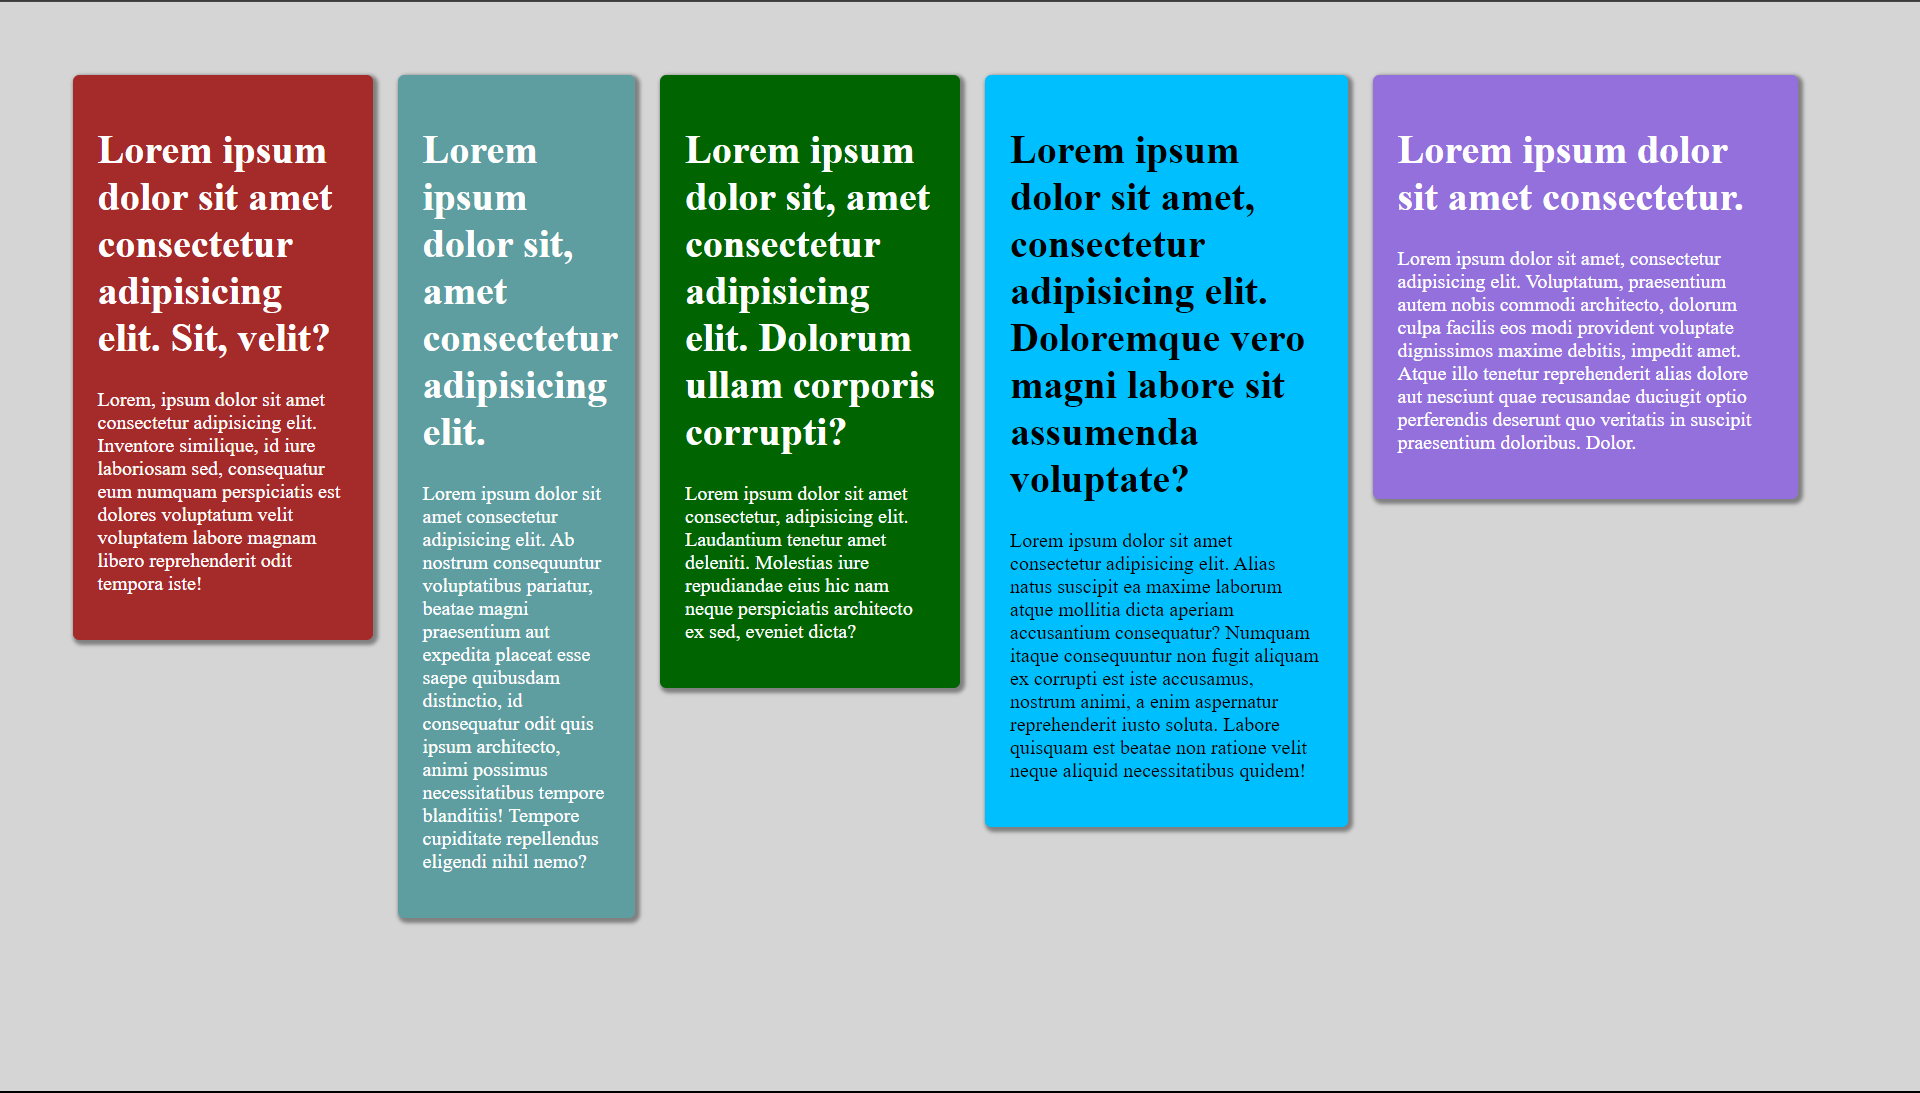 Lorem ipsum
dolor sit amet
consectetur
adipisicing
elit. Sit, velit?
Lorem, ipsum dolor sit amet
consectetur adipisicing elit.
Inventore similique, id iure
laboriosam sed, consequatur
eum numquam perspiciatis est
dolores voluptatum velit
voluptatem labore magnam
libero reprehenderit odit
tempora iste!
Lorem
ipsum
dolor sit,
amet
consectetur
adipisicing
elit.
Lorem ipsum dolor sit
amet consectetur
adipisicing elit. Ab
nostrum consequuntur
voluptatibus pariatur,
beatae magni
praesentium aut
expedita placeat esse
saepe quibusdam
distinctio, id
consequatur odit quis
ipsum architecto,
animi possimus
necessitatibus tempore
blanditiis! Tempore
cupiditate repellendus
eligendi nihil nemo?
Lorem ipsum
dolor sit, amet
consectetur
adipisicing
elit. Dolorum
ullam corporis
corrupti?
Lorem ipsum dolor sit amet
consectetur, adipisicing elit.
Laudantium tenetur amet
deleniti. Molestias iure
repudiandae eius hic nam
neque perspiciatis architecto
ex sed, eveniet dicta?
Lorem ipsum
dolor sit amet,
consectetur
adipisicing elit.
Doloremque vero
magni labore sit
assumenda
voluptate?
Lorem ipsum dolor sit amet
consectetur adipisicing elit. Alias
natus suscipit ea maxime laborum
atque mollitia dicta aperiam
accusantium consequatur? Numquam
itaque consequuntur non fugit aliquam
ex corrupti est iste accusamus,
nostrum animi, a enim aspernatur
reprehenderit iusto soluta. Labore
quisquam est beatae non ratione velit
neque aliquid necessitatibus quidem!
Lorem ipsum dolor
sit amet consectetur.
Lorem ipsum dolor sit amet, consectetur
adipisicing elit. Voluptatum, praesentium
autem nobis commodi architecto, dolorum
culpa facilis eos modi provident voluptate
dignissimos maxime debitis, impedit amet.
Atque illo tenetur reprehenderit alias dolore
aut nesciunt quae recusandae duciugit optio
perferendis deserunt quo veritatis in suscipit
praesentium doloribus. Dolor.